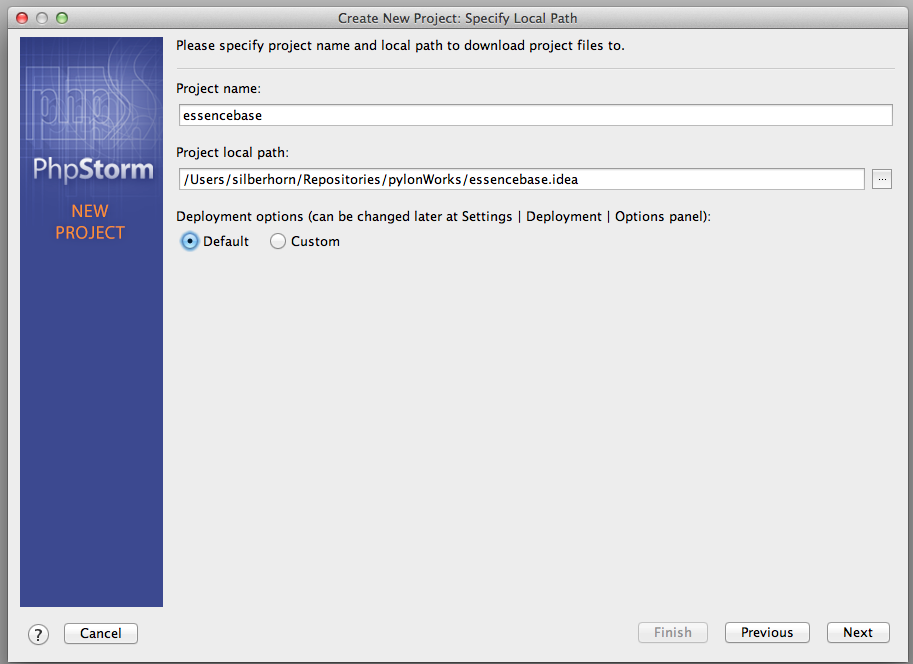 Create New Project: Specify Local Path
php
PhpStorm
NEW
PROJECT
Please specify project name and local path to download project files to.
Project name:
essencebase
Project local path:
/Users/silberhorn/Repositories/pylonWorks/essencebase.idea
...
Deployment options (can be changed later at Settings | Deployment | Options panel):
Default Custom
? Cancel Finish Previous Next